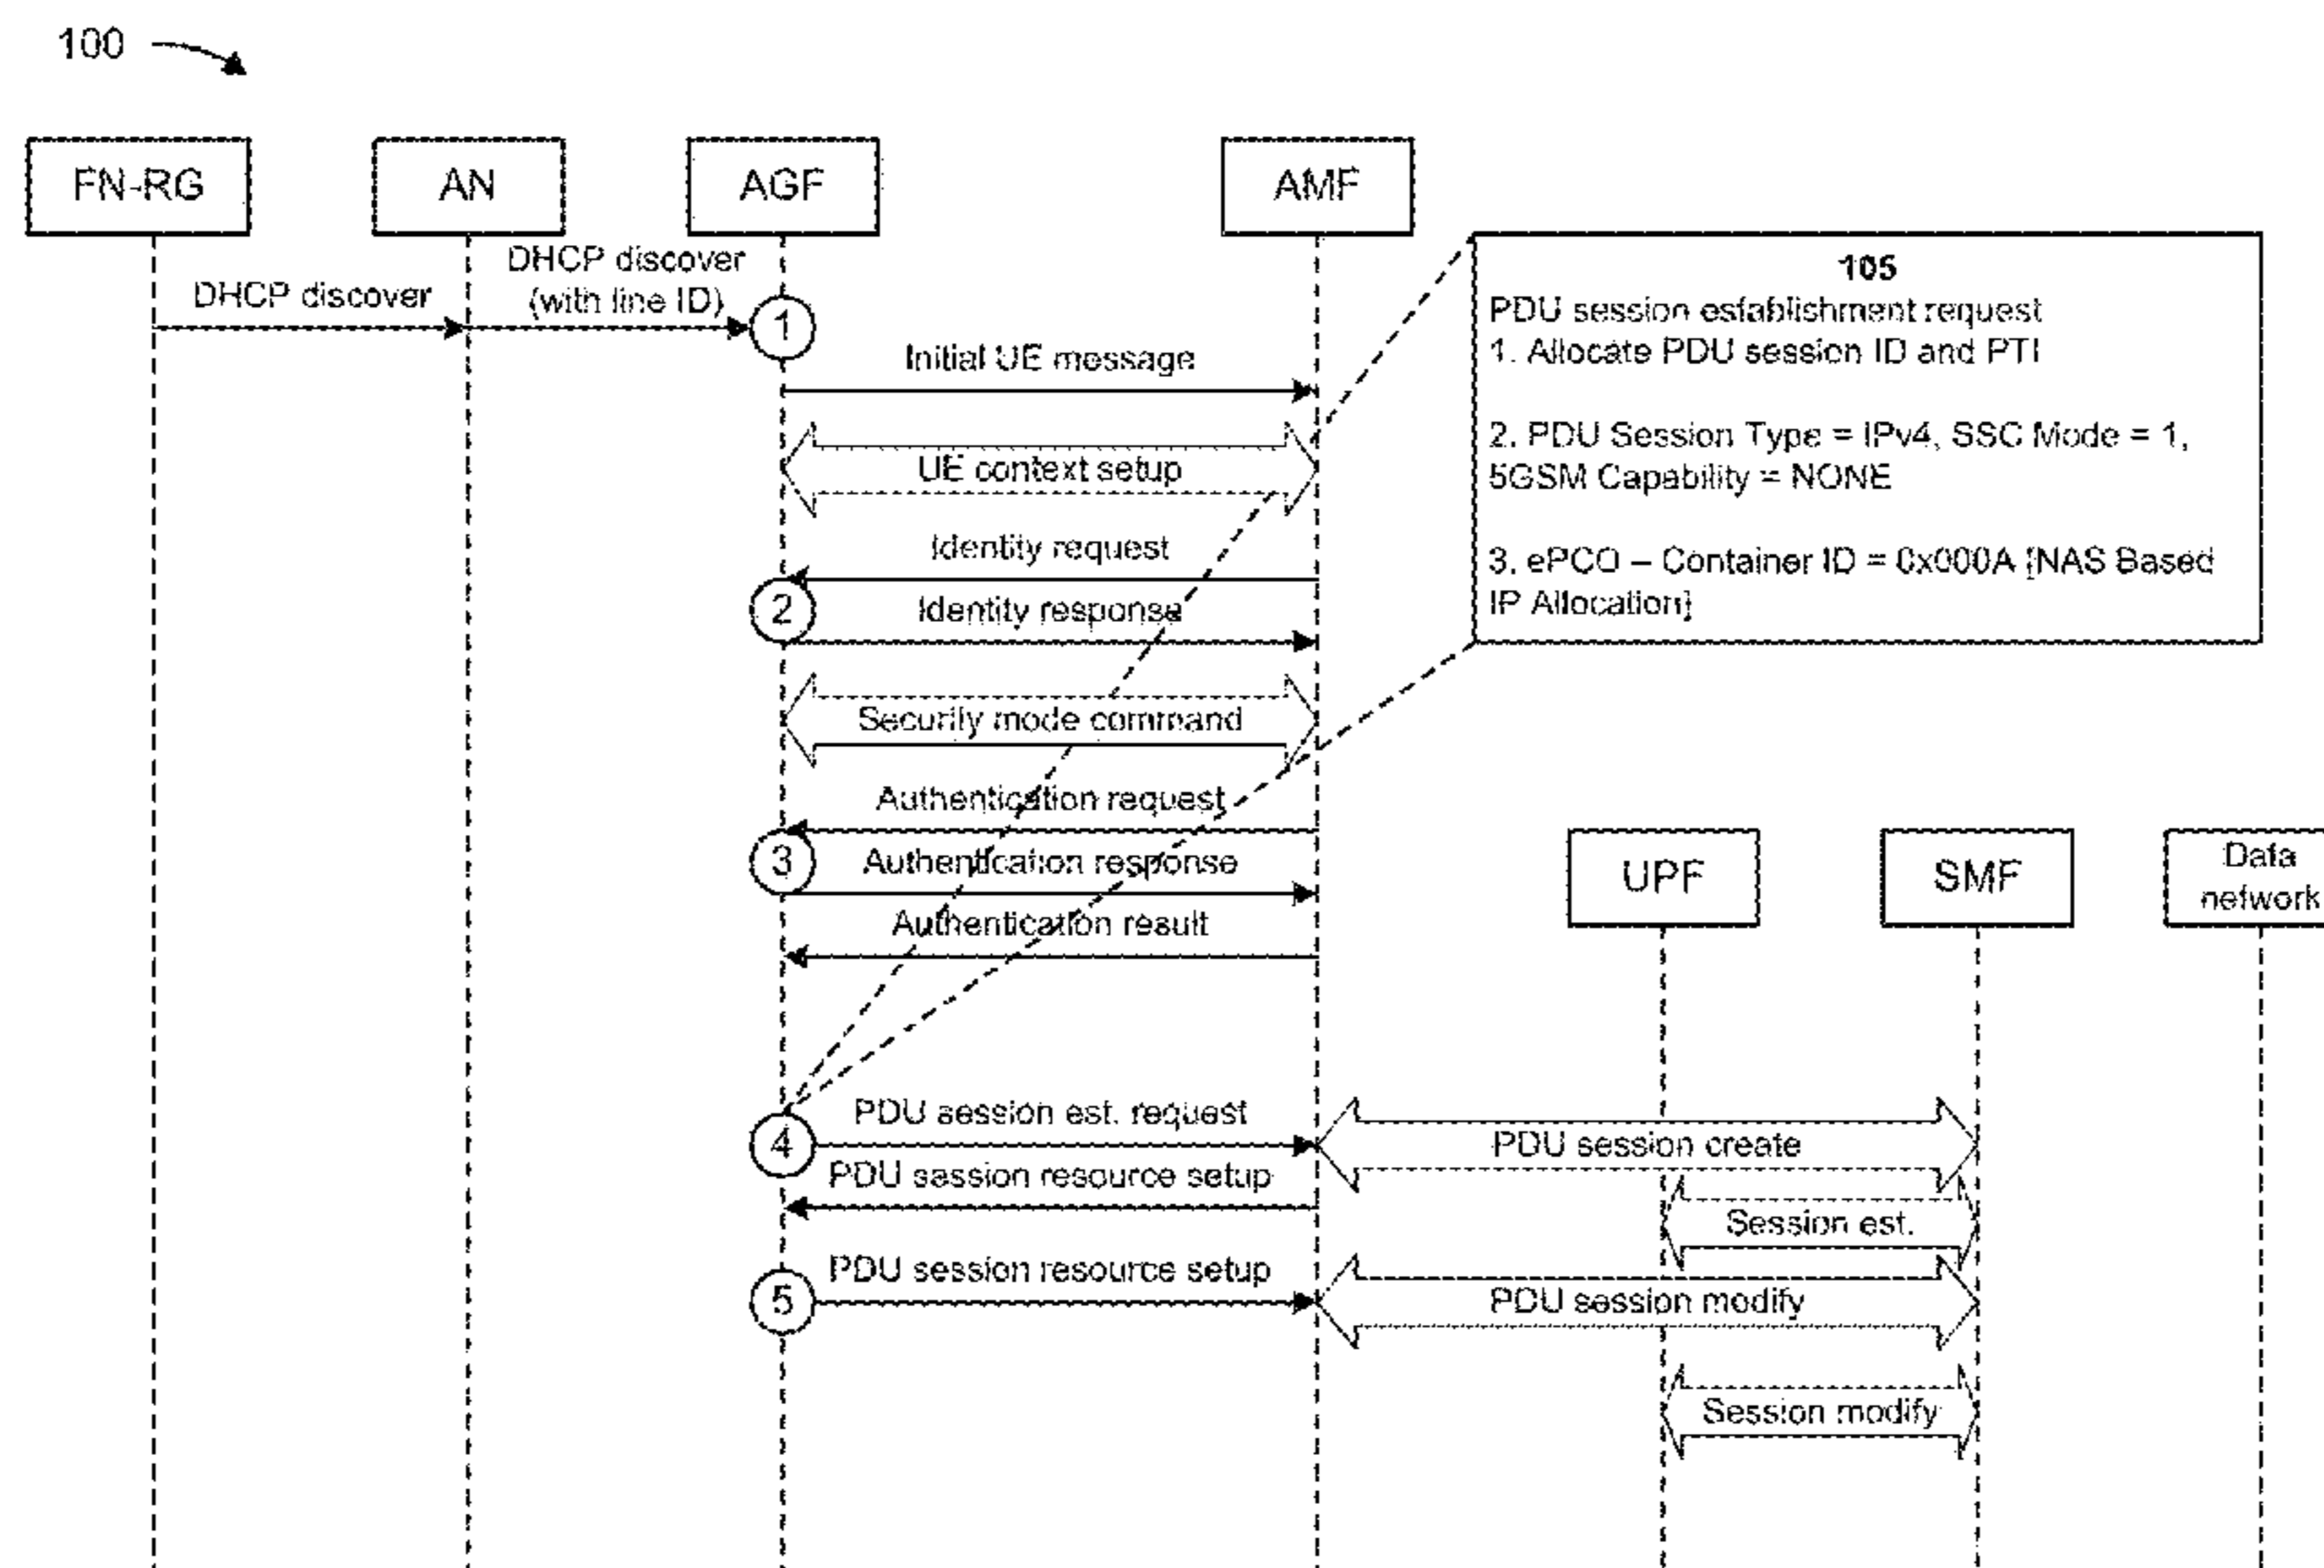 100
FN-RG
AN
AGF
AMF
DHCP discover
DHCP discover
(with line ID)
1
Initial UE message
UE context setup
Identity request
2
Identity response
Security mode command
Authentication request
3
Authentication response
Authentication result
105
PDU session establishment request
1. Allocate PDU session ID and PTI
2. PDU Session Type = IPv4, SSC Mode = 1,
5GSM Capability = NONE
3. ePCO – Container ID = 0x000A [NAS Based
IP Allocation]
UPF
SMF
Data
network
4
PDU session est. request
PDU session create
PDU session resource setup
Session est.
5
PDU session resource setup
PDU session modify
Session modify